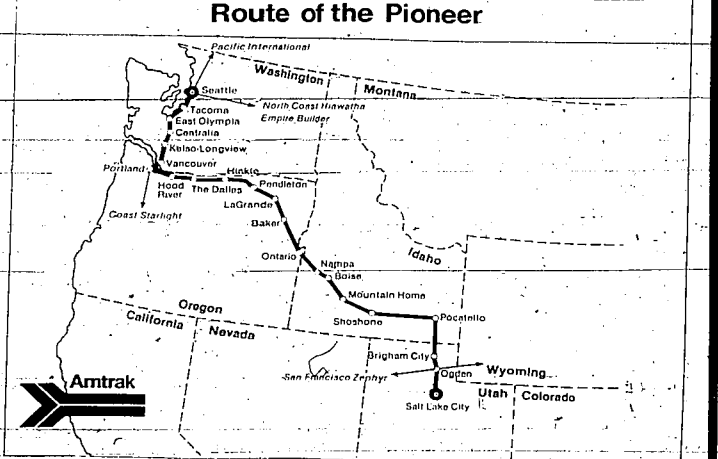 Route of the Pioneer
Pacific International
Washington
Montana
Seattle
North Coast Hiawatha
Empire Builder
Tacoma
East Olympia
Centralia
Kelso-Longview
Vancouver
Portland
Hood
River
The Dalles
Hinkle
Pendleton
Coast Starlight
LaGrande
Baker
Ontario
Idaho
Nampa
Boise
Mountain Home
Shoshone
Pocatello
Oregon
California
Nevada
Brigham City
Ogden
San Francisco Zephyr
Wyoming
Utah
Colorado
Salt Lake City
Amtrak